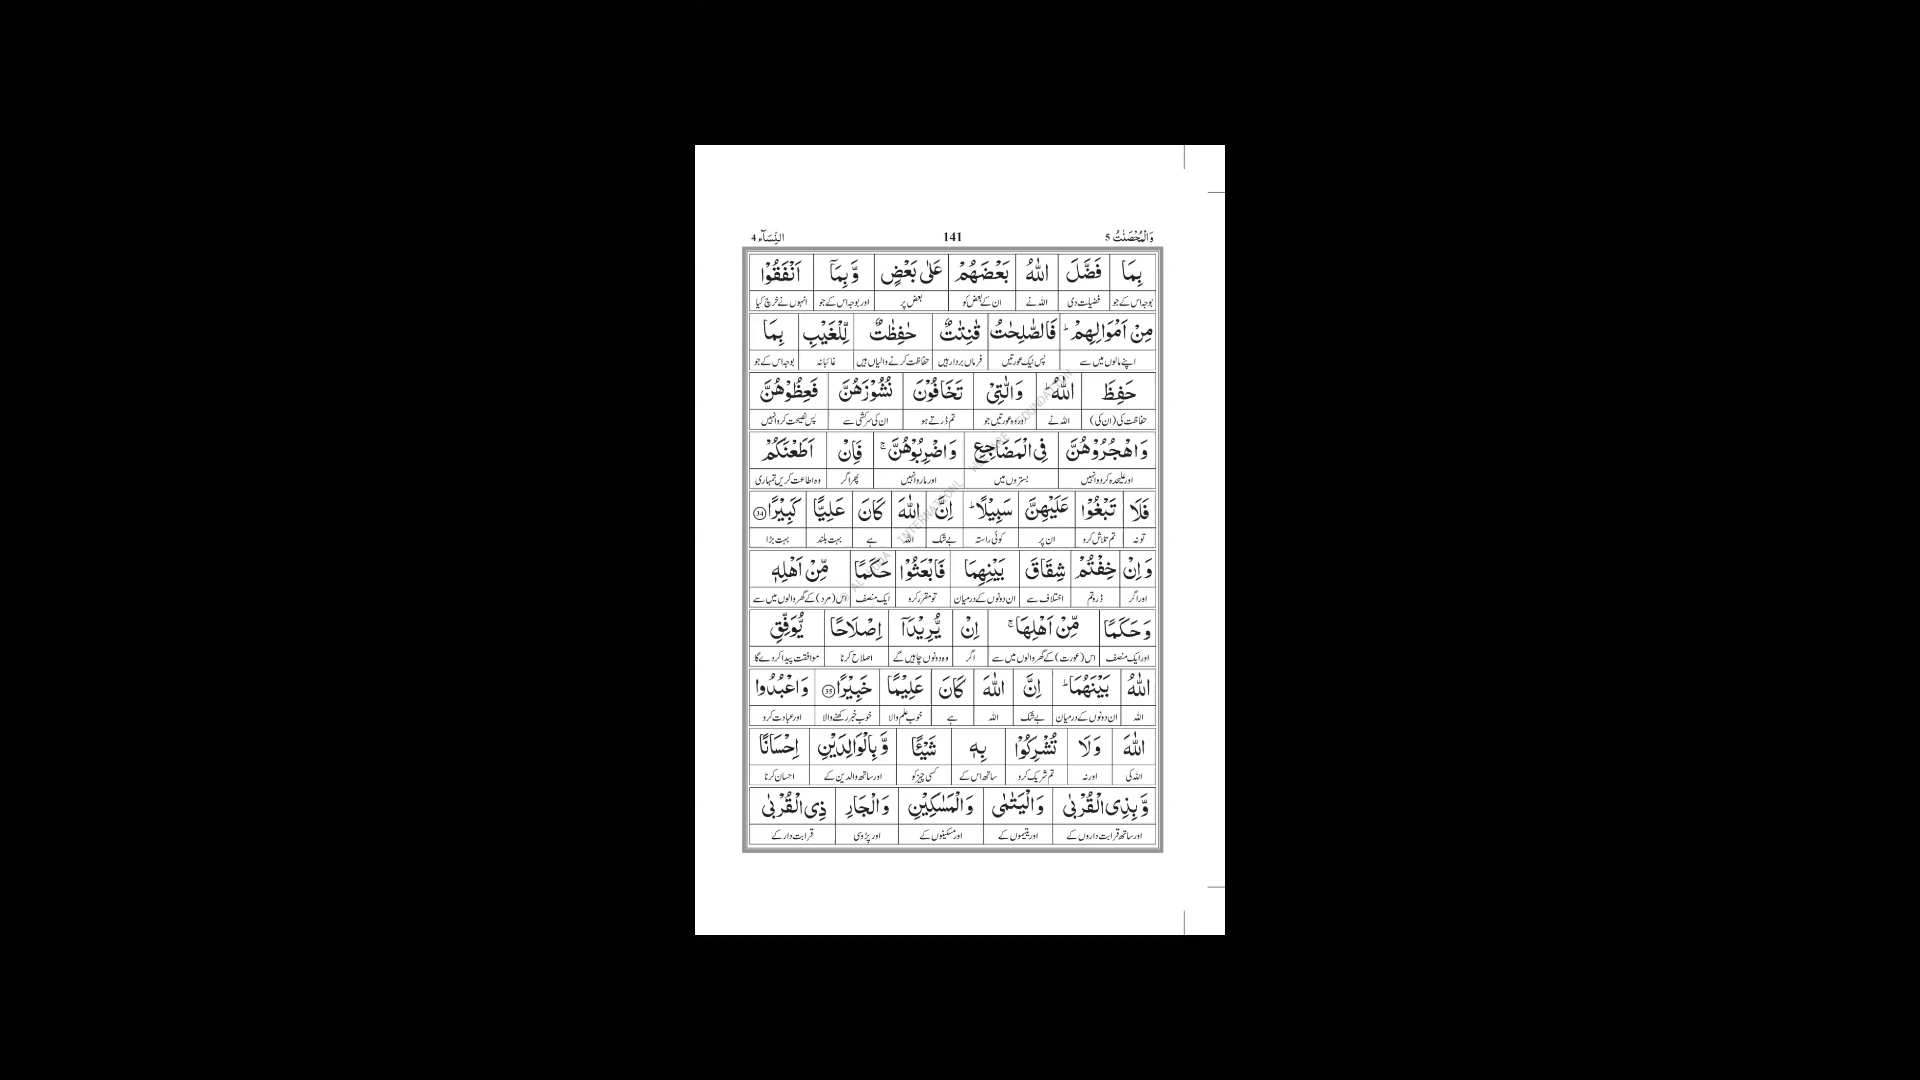 وَالْمُحْصَنٰتُ 5 141 النِّسَآء 4
بِمَا فَضَّلَ اللّٰهُ بَعْضَهُمْ عَلٰى بَعْضٍ وَّبِمَآ اَنْفَقُوْا
بوجہ اس کے جو فضیلت دی اللہ نے ان کے بعض کو بعض پر اور بوجہ اس کے جو انہوں نے خرچ کیا
مِنْ اَمْوَالِهِمْ ؕ فَالصّٰلِحٰتُ قٰنِتٰتٌ حٰفِظٰتٌ لِّلْغَيْبِ بِمَا
اپنے مالوں میں سے پس نیک عورتیں فرماں بردار ہیں حفاظت کرنے والیاں ہیں غائبانہ بوجہ اس کے جو
حَفِظَ اللّٰهُ ؕ وَالّٰتِيْ تَخَافُوْنَ نُشُوْزَهُنَّ فَعِظُوْهُنَّ
حفاظت کی (ان کی) اللہ نے اور وہ عورتیں جو تم ڈرتے ہو ان کی سرکشی سے پس نصیحت کرو انہیں
وَاهْجُرُوْهُنَّ فِي الْمَضَاجِعِ وَاضْرِبُوْهُنَّ ۚ فَاِنْ اَطَعْنَكُمْ
اور علیحدہ کر دو انہیں بستروں میں اور مارو انہیں پھر اگر وہ اطاعت کریں تمہاری
فَلَا تَبْغُوْا عَلَيْهِنَّ سَبِيْلًا ؕ اِنَّ اللّٰهَ كَانَ عَلِيًّا كَبِيْرًا 34
تو نہ تم تلاش کرو ان پر کوئی راستہ بے شک اللہ ہے بہت بلند بہت بڑا
وَاِنْ خِفْتُمْ شِقَاقَ بَيْنِهِمَا فَابْعَثُوْا حَكَمًا مِّنْ اَهْلِهٖ
اور اگر ڈرو تم اختلاف سے ان دونوں کے درمیان تو مقرر کرو ایک منصف اس (مرد) کے گھر والوں میں سے
وَحَكَمًا مِّنْ اَهْلِهَا ۚ اِنْ يُّرِيْدَآ اِصْلَاحًا يُّوَفِّقِ
اور ایک منصف اس (عورت) کے گھر والوں میں سے اگر وہ دونوں چاہیں گے اصلاح کرنا موافقت پیدا کر دے گا
اللّٰهُ بَيْنَهُمَا ؕ اِنَّ اللّٰهَ كَانَ عَلِيْمًا خَبِيْرًا 35 وَاعْبُدُوا
اللہ ان دونوں کے درمیان بے شک اللہ ہے خوب علم والا خوب خبر رکھنے والا اور عبادت کرو
اللّٰهَ وَلَا تُشْرِكُوْا بِهٖ شَيْـًٔا وَّبِالْوَالِدَيْنِ اِحْسَانًا
اللہ کی اور نہ تم شریک کرو ساتھ اس کے کسی چیز کو اور ساتھ والدین کے احسان کرنا
وَّبِذِي الْقُرْبٰى وَالْيَتٰمٰى وَالْمَسٰكِيْنِ وَالْجَارِ ذِي الْقُرْبٰى
اور ساتھ قرابت داروں کے اور یتیموں کے اور مسکینوں کے اور پڑوسی قرابت دار کے